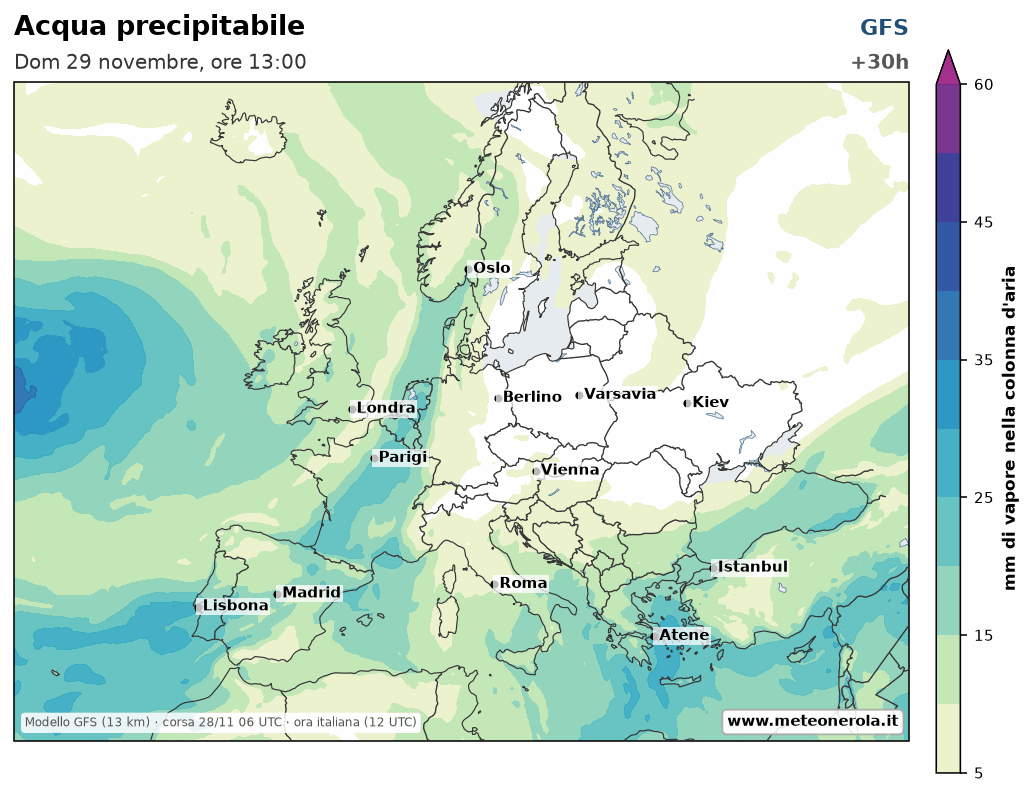 Acqua precipitabile
GFS
Dom 29 novembre, ore 13:00
+30h
60
45
35
25
15
5
mm di vapore nella colonna d'aria
Oslo
Londra
Berlino
Varsavia
Kiev
Parigi
Vienna
Istanbul
Roma
Madrid
Lisbona
Atene
Modello GFS (13 km) · corsa 28/11 06 UTC · ora italiana (12 UTC)
www.meteonerola.it